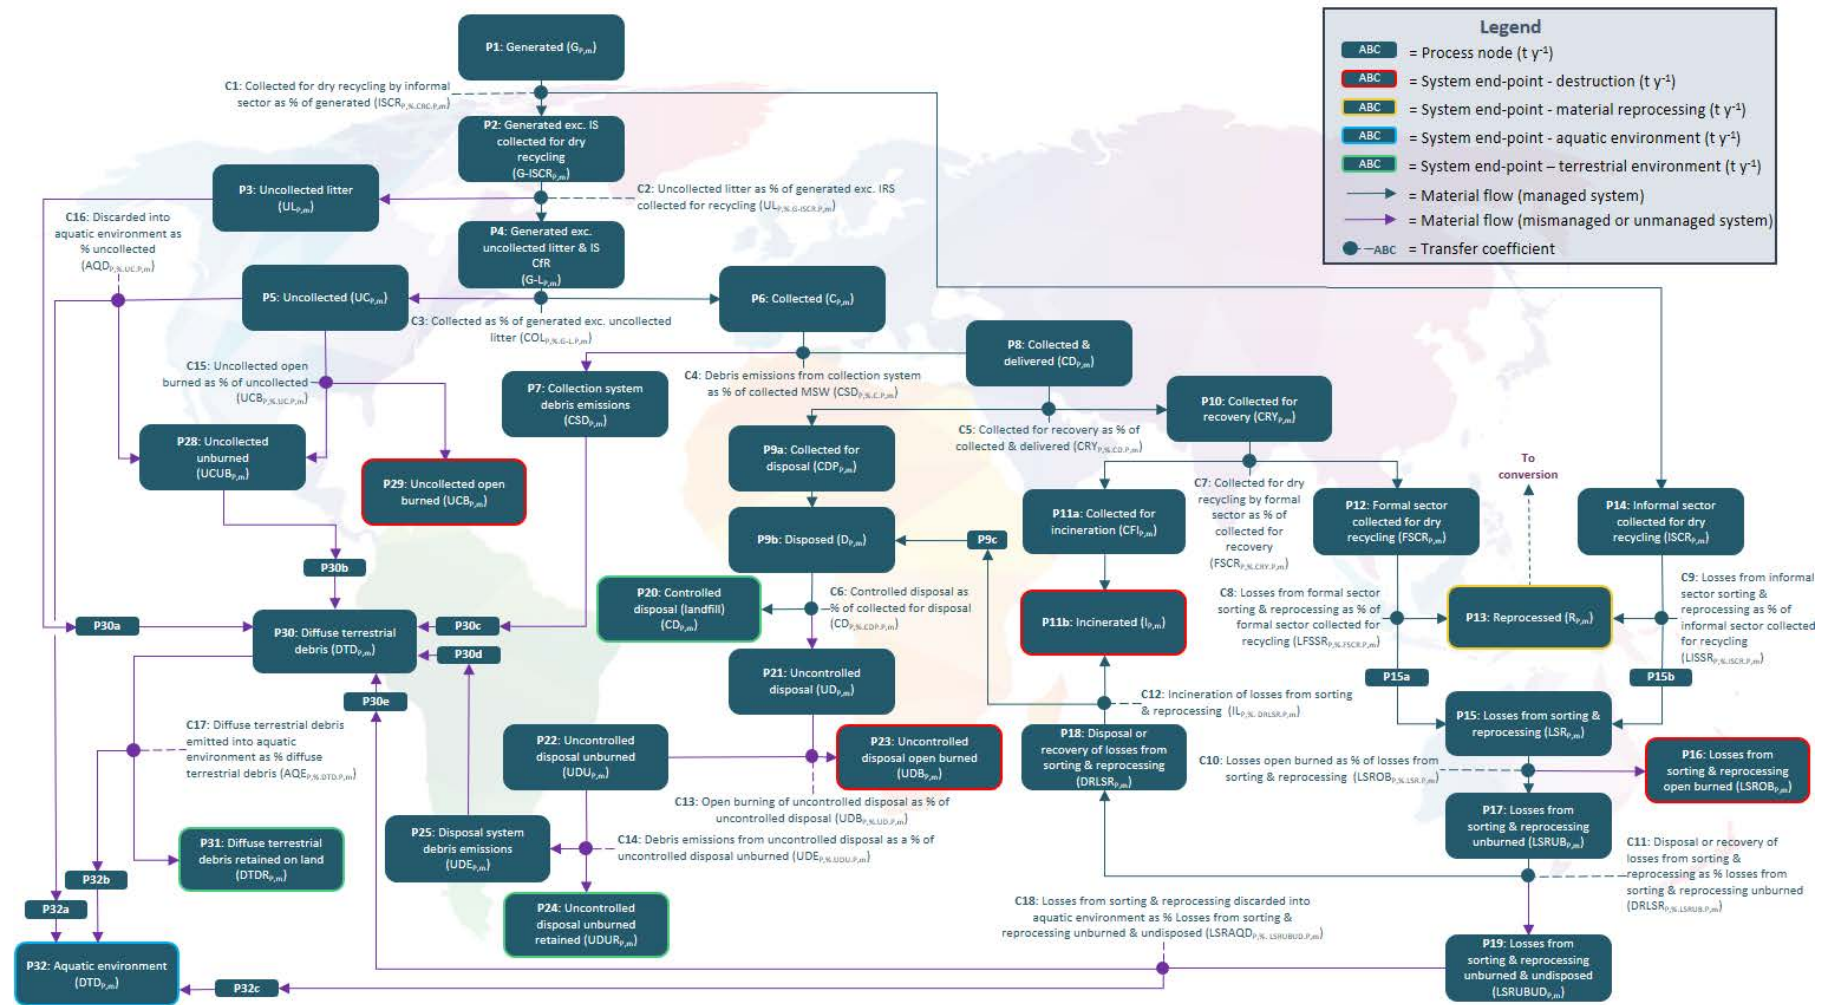 P1: Generated (GP,m)
C1: Collected for dry recycling by informal
sector as % of generated (ISCRP,%.CRC.P,m)
P2: Generated exc. IS
collected for dry
recycling
(G-ISCRP,m)
P3: Uncollected litter
(ULP,m)
C2: Uncollected litter as % of generated exc. IRS
collected for recycling (ULP,%.G-ISCR.P,m)
C16: Discarded into
aquatic environment as
% uncollected
(AQDP,%.UC.P,m)
P4: Generated exc.
uncollected litter & IS
CfR
(G-LP,m)
P5: Uncollected (UCP,m)
P6: Collected (CP,m)
C3: Collected as % of generated exc. uncollected
litter (COLP,%.G-L.P,m)
P8: Collected &
delivered (CDP,m)
C15: Uncollected open
burned as % of uncollected
(UCBP,%.UC.P,m)
P7: Collection system
debris emissions
(CSDP,m)
C4: Debris emissions from collection system
as % of collected MSW (CSDP,%.C.P,m)
P10: Collected for
recovery (CRYP,m)
C5: Collected for recovery as % of
collected & delivered (CRYP,%.CD.P,m)
P28: Uncollected
unburned
(UCUBP,m)
P29: Uncollected open
burned (UCBP,m)
P9a: Collected for
disposal (CDPP,m)
C7: Collected for dry
recycling by formal
sector as % of
collected for
recovery
(FSCRP,%.CRY.P,m)
To
conversion
P9b: Disposed (DP,m)
P9c
P11a: Collected for
incineration (CFIP,m)
P12: Formal sector
collected for dry
recycling (FSCRP,m)
P14: Informal sector
collected for dry
recycling (ISCRP,m)
P30b
P20: Controlled
disposal (landfill)
(CDP,m)
C6: Controlled disposal as
% of collected for disposal
(CDP,%.CDP.P,m)
P11b: Incinerated (IP,m)
C8: Losses from formal sector
sorting & reprocessing as % of
formal sector collected for
recycling (LFSSRP,%.FSCR.P,m)
P13: Reprocessed (RP,m)
C9: Losses from informal
sector sorting &
reprocessing as % of
informal sector collected
for recycling
(LISSRP,%.ISCR.P,m)
P30a
P30: Diffuse terrestrial
debris (DTDP,m)
P30c
P30d
P30e
P21: Uncontrolled
disposal (UDP,m)
P15a
P15b
C12: Incineration of losses from sorting
& reprocessing (ILP,%. DRLSR.P,m)
P15: Losses from sorting &
reprocessing (LSRP,m)
C17: Diffuse terrestrial debris
emitted into aquatic
environment as % diffuse
terrestrial debris (AQEP,%.DTD.P,m)
P22: Uncontrolled
disposal unburned
(UDUP,m)
P23: Uncontrolled
disposal open burned
(UDBP,m)
P18: Disposal or
recovery of losses from
sorting & reprocessing
(DRLSRP,m)
C10: Losses open burned as % of losses from
sorting & reprocessing (LSROBP,%.LSR.P,m)
P16: Losses from
sorting & reprocessing
open burned (LSROBP,m)
C13: Open burning of uncontrolled disposal as % of
uncontrolled disposal (UDBP,%.UD.P,m)
P17: Losses from
sorting & reprocessing
unburned (LSRUBP,m)
P25: Disposal system
debris emissions
(UDEP,m)
C14: Debris emissions from uncontrolled disposal as a % of
uncontrolled disposal unburned (UDEP,%.UDU.P,m)
C11: Disposal or recovery of
losses from sorting &
reprocessing as % losses from
sorting & reprocessing unburned
(DRLSRP,%.LSRUB.P,m)
P31: Diffuse terrestrial
debris retained on land
(DTDRP,m)
P32b
P32a
P24: Uncontrolled
disposal unburned
retained (UDURP,m)
C18: Losses from sorting & reprocessing discarded into
aquatic environment as % Losses from sorting &
reprocessing unburned & undisposed (LSRAQDP,%. LSRUBUD.P,m)
P19: Losses from
sorting & reprocessing
unburned & undisposed
(LSRUBUDP,m)
P32: Aquatic environment
(DTDP,m)
P32c
Legend
ABC = Process node (t y-1)
ABC = System end-point - destruction (t y-1)
ABC = System end-point - material reprocessing (t y-1)
ABC = System end-point - aquatic environment (t y-1)
ABC = System end-point – terrestrial environment (t y-1)
= Material flow (managed system)
= Material flow (mismanaged or unmanaged system)
ABC = Transfer coefficient